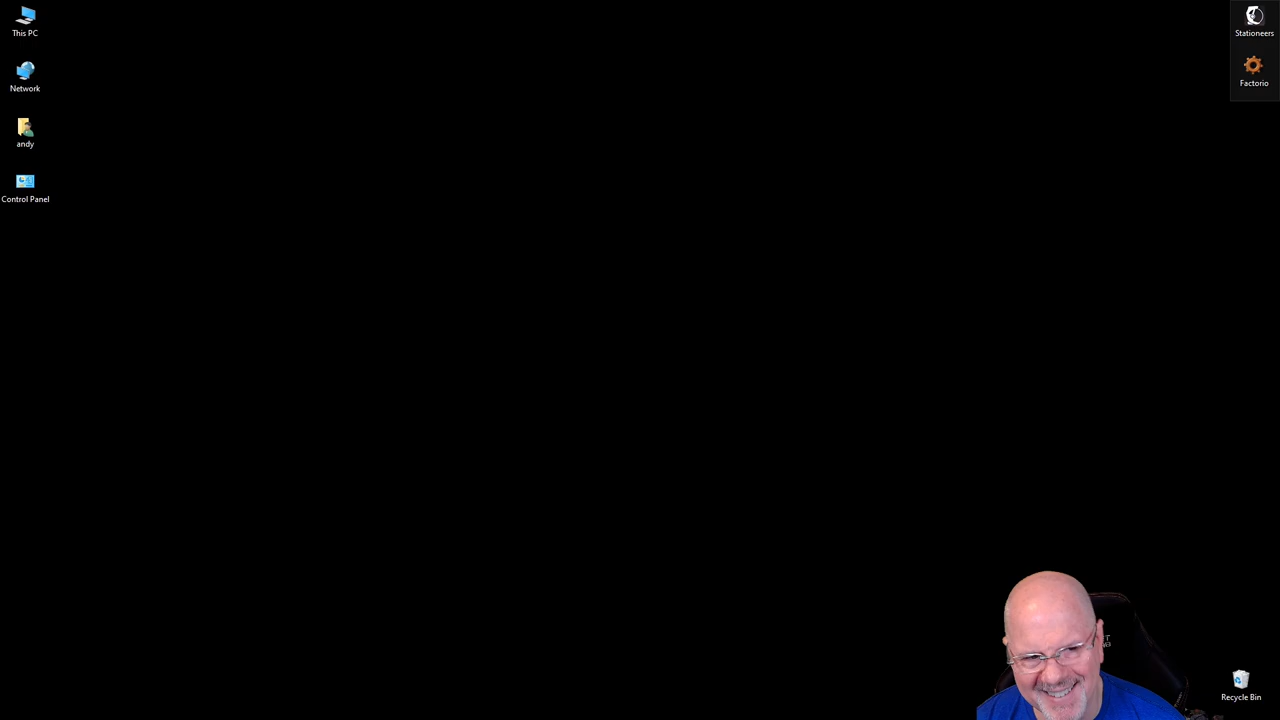 This PC
Stationeers
Network
Factorio
andy
Control Panel
Recycle Bin